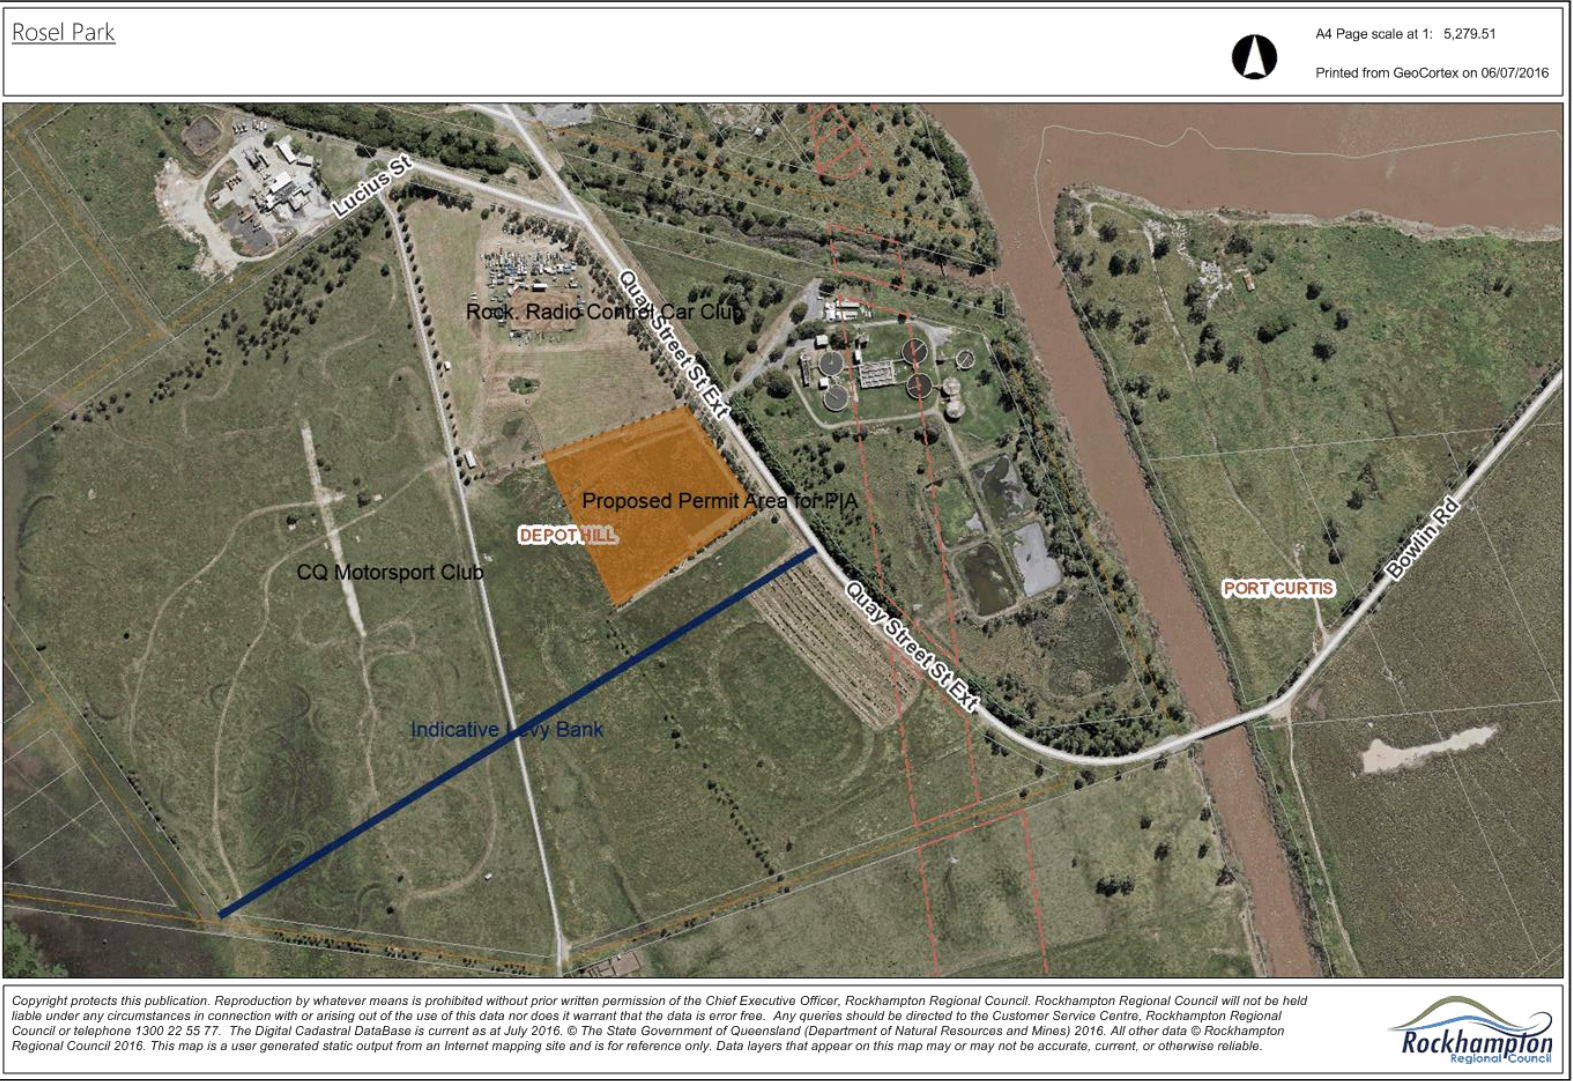 Rosel Park
A4 Page scale at 1: 5,279.51
Printed from GeoCortex on 06/07/2016
Lucius St
Quay Street St Ext
Rock. Radio Control Car Club
Proposed Permit Area for PIA
DEPOT HILL
CQ Motorsport Club
Quay Street St Ext
Bowlin Rd
PORT CURTIS
Indicative Levy Bank
Copyright protects this publication. Reproduction by whatever means is prohibited without prior written permission of the Chief Executive Officer, Rockhampton Regional Council. Rockhampton Regional Council will not be held
liable under any circumstances in connection with or arising out of the use of this data nor does it warrant that the data is error free. Any queries should be directed to the Customer Service Centre, Rockhampton Regional
Council or telephone 1300 22 55 77. The Digital Cadastral DataBase is current as at July 2016. © The State Government of Queensland (Department of Natural Resources and Mines) 2016. All other data © Rockhampton
Regional Council 2016. This map is a user generated static output from an Internet mapping site and is for reference only. Data layers that appear on this map may or may not be accurate, current, or otherwise reliable.
Rockhampton
Regional Council